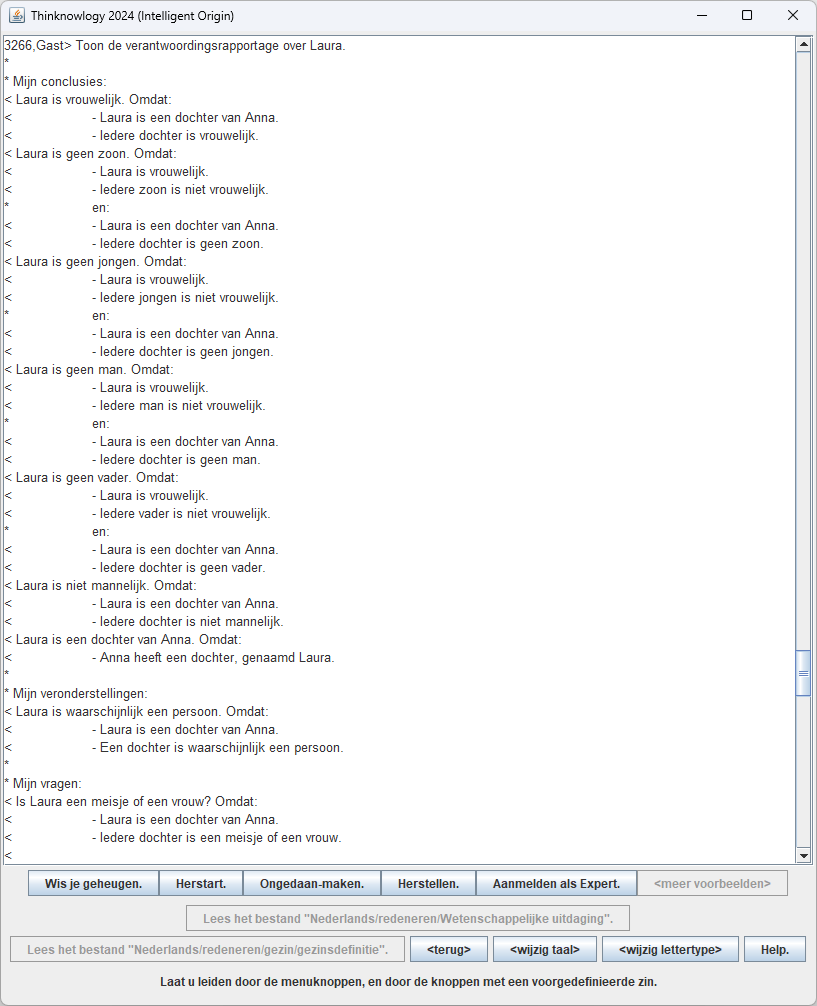 Thinknowlogy 2024 (Intelligent Origin)
3266,Gast> Toon de verantwoordingsrapportage over Laura.
*
* Mijn conclusies:
< Laura is vrouwelijk. Omdat:
< - Laura is een dochter van Anna.
< - Iedere dochter is vrouwelijk.
< Laura is geen zoon. Omdat:
< - Laura is vrouwelijk.
< - Iedere zoon is niet vrouwelijk.
* en:
< - Laura is een dochter van Anna.
< - Iedere dochter is geen zoon.
< Laura is geen jongen. Omdat:
< - Laura is vrouwelijk.
< - Iedere jongen is niet vrouwelijk.
* en:
< - Laura is een dochter van Anna.
< - Iedere dochter is geen jongen.
< Laura is geen man. Omdat:
< - Laura is vrouwelijk.
< - Iedere man is niet vrouwelijk.
* en:
< - Laura is een dochter van Anna.
< - Iedere dochter is geen man.
< Laura is geen vader. Omdat:
< - Laura is vrouwelijk.
< - Iedere vader is niet vrouwelijk.
* en:
< - Laura is een dochter van Anna.
< - Iedere dochter is geen vader.
< Laura is niet mannelijk. Omdat:
< - Laura is een dochter van Anna.
< - Iedere dochter is niet mannelijk.
< Laura is een dochter van Anna. Omdat:
< - Anna heeft een dochter, genaamd Laura.
*
* Mijn veronderstellingen:
< Laura is waarschijnlijk een persoon. Omdat:
< - Laura is een dochter van Anna.
< - Een dochter is waarschijnlijk een persoon.
*
* Mijn vragen:
< Is Laura een meisje of een vrouw? Omdat:
< - Laura is een dochter van Anna.
< - Iedere dochter is een meisje of een vrouw.
<
Wis je geheugen. Herstart. Ongedaan-maken. Herstellen. Aanmelden als Expert. <meer voorbeelden>
Lees het bestand "Nederlands/redeneren/Wetenschappelijke uitdaging".
Lees het bestand "Nederlands/redeneren/gezin/gezinsdefinitie". <terug> <wijzig taal> <wijzig lettertype> Help.
Laat u leiden door de menuknoppen, en door de knoppen met een voorgedefinieerde zin.